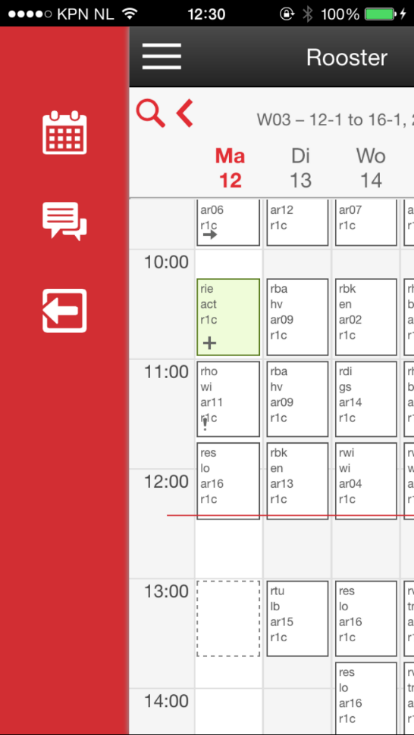 KPN NL 12:30 100%
Rooster
W03 – 12-1 to 16-1, 2
Ma Di Wo
12 13 14
ar06 ar12 ar07
r1c r1c r1c
10:00
rie rba rbk
act hv en
r1c ar09 ar02
r1c r1c
+
11:00
rho rba rdi
wi hv gs
ar11 ar09 ar14
r1c r1c r1c
!
res rbk rwi
lo en wi
12:00
ar16 ar13 ar04
r1c r1c r1c
13:00
rtu res
lb lo
ar15 ar16
r1c r1c
res
lo
14:00
ar16
r1c